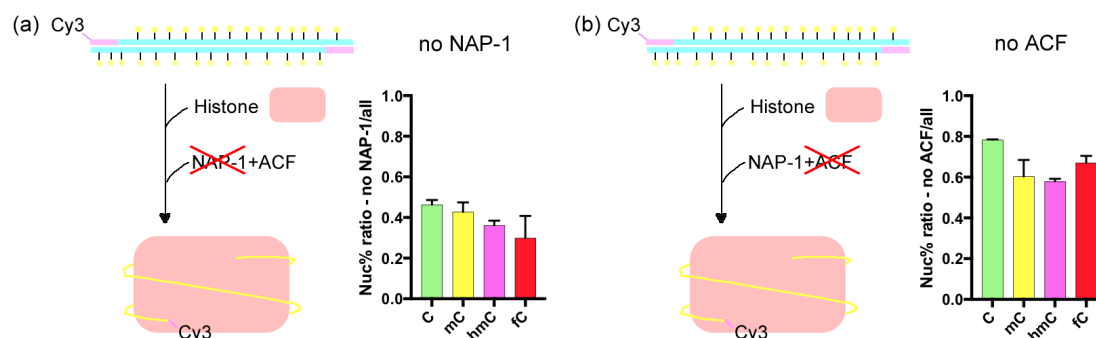 (a)
Cy3
no NAP-1
Histone
NAP-1+ACF
Cy3
Nuc% ratio - no NAP-1/all
1.0
0.8
0.6
0.4
0.2
0.0
C
mC
hmC
fC
(b)
Cy3
no ACF
Histone
NAP-1+ACF
Cy3
Nuc% ratio - no ACF/all
1.0
0.8
0.6
0.4
0.2
0.0
C
mC
hmC
fC